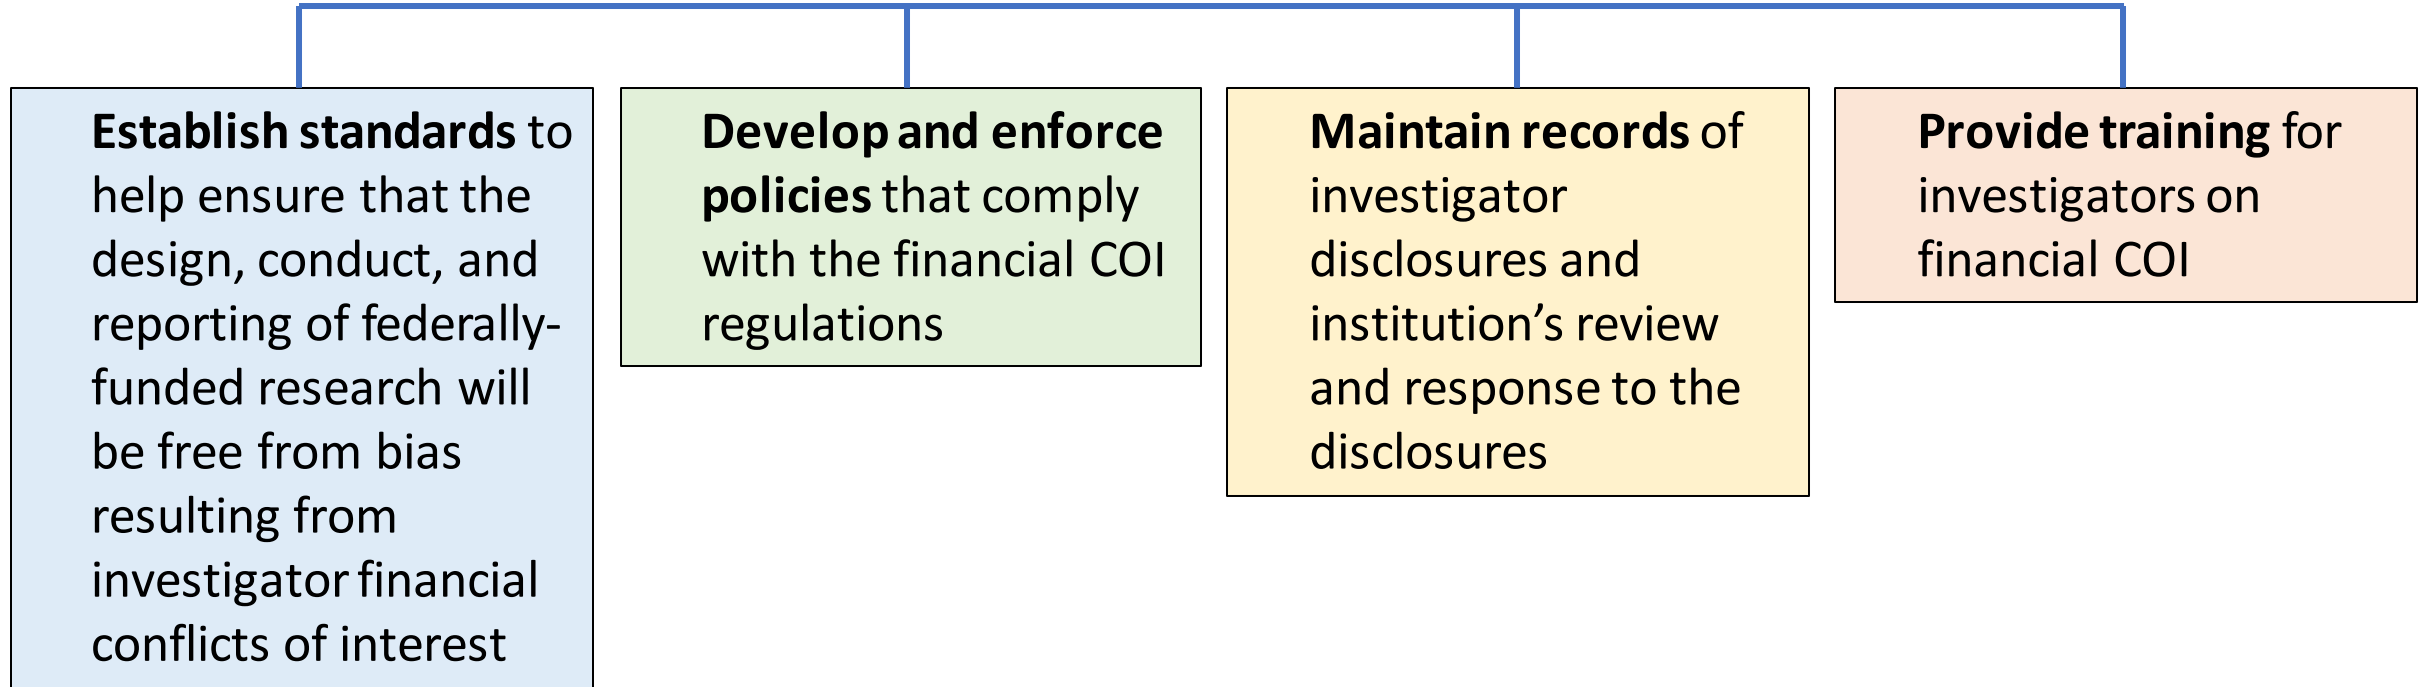 Establish standards to
help ensure that the
design, conduct, and
reporting of federally-
funded research will
be free from bias
resulting from
investigator financial
conflicts of interest
Develop and enforce
policies that comply
with the financial COI
regulations
Maintain records of
investigator
disclosures and
institution’s review
and response to the
disclosures
Provide training for
investigators on
financial COI